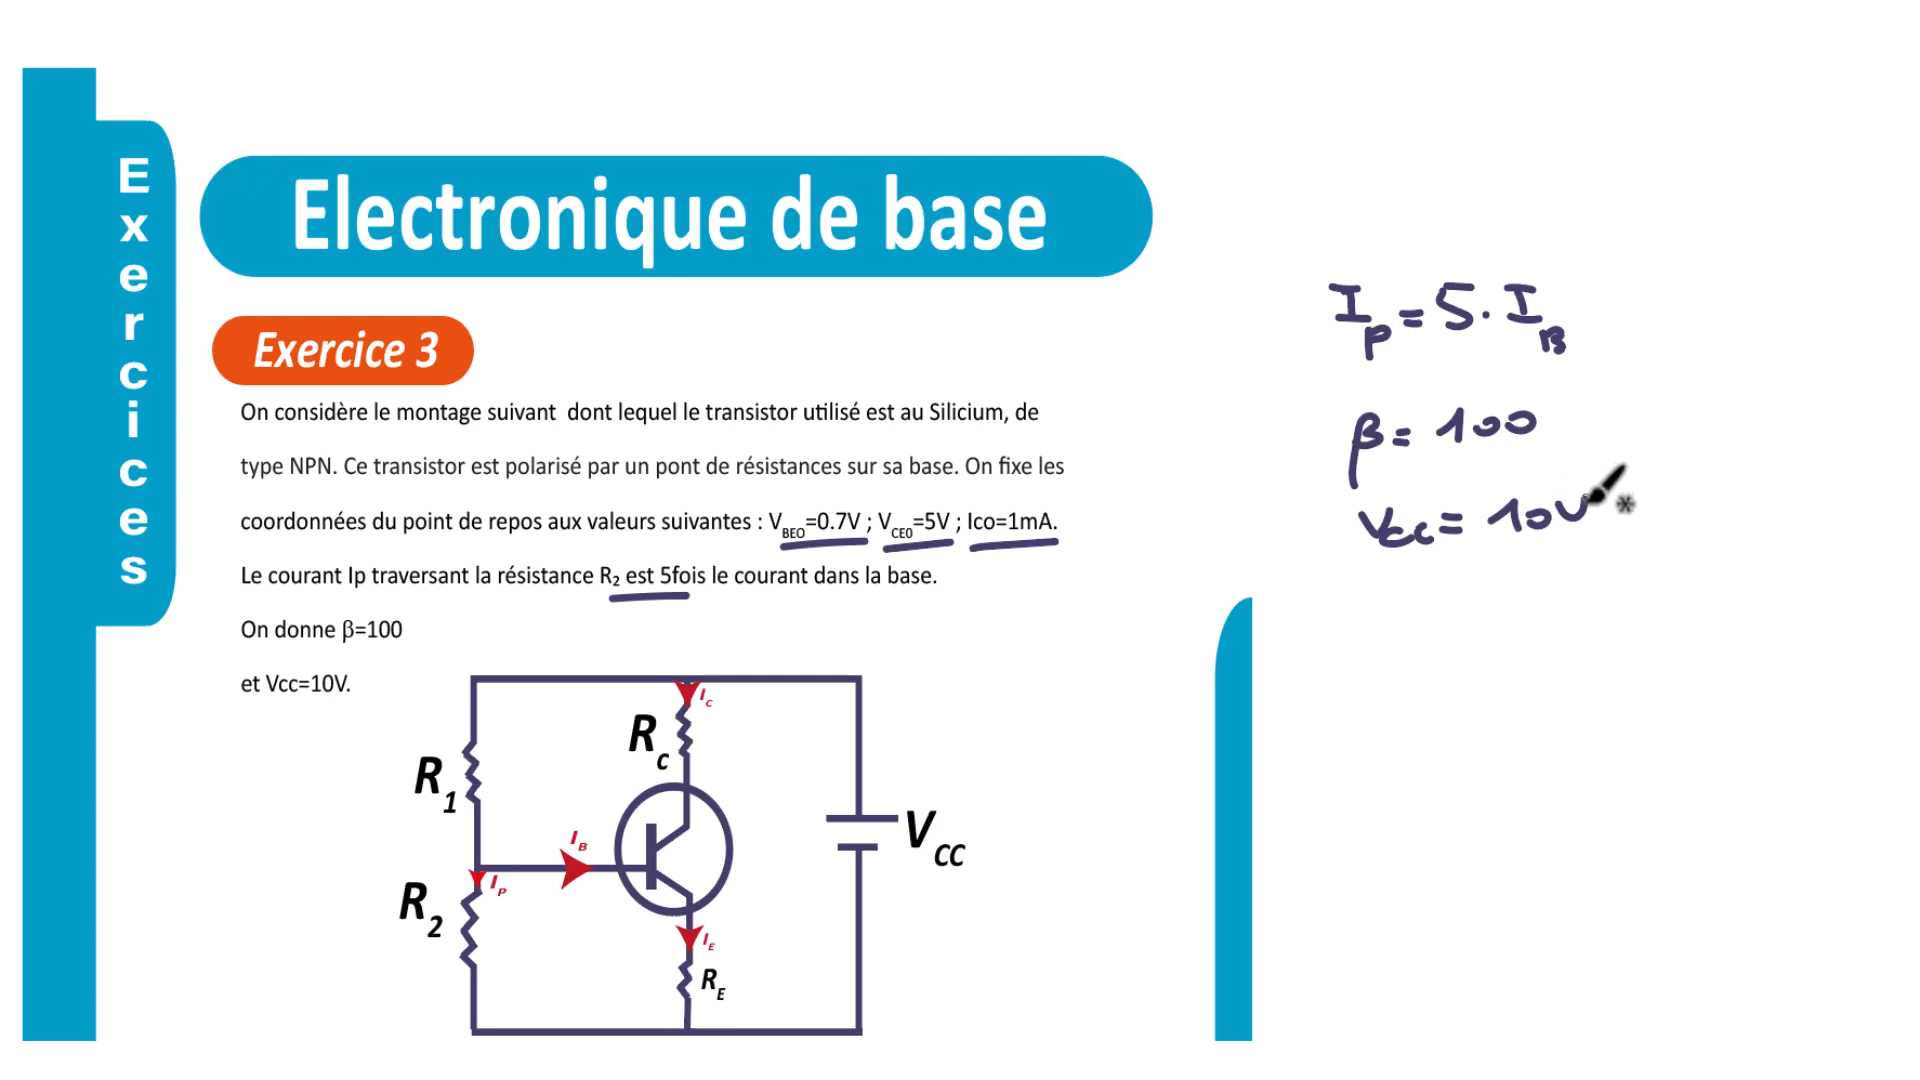 Exercices
Electronique de base
Exercice 3
On considère le montage suivant dont lequel le transistor utilisé est au Silicium, de
type NPN. Ce transistor est polarisé par un pont de résistances sur sa base. On fixe les
coordonnées du point de repos aux valeurs suivantes : VBEO=0.7V ; VCE0=5V ; Ico=1mA.
Le courant Ip traversant la résistance R₂ est 5fois le courant dans la base.
On donne β=100
et Vcc=10V.
IC
RC
R1
IB
VCC
IP
R2
IE
RE
IP = 5 . IB
β = 100
Vcc = 10V